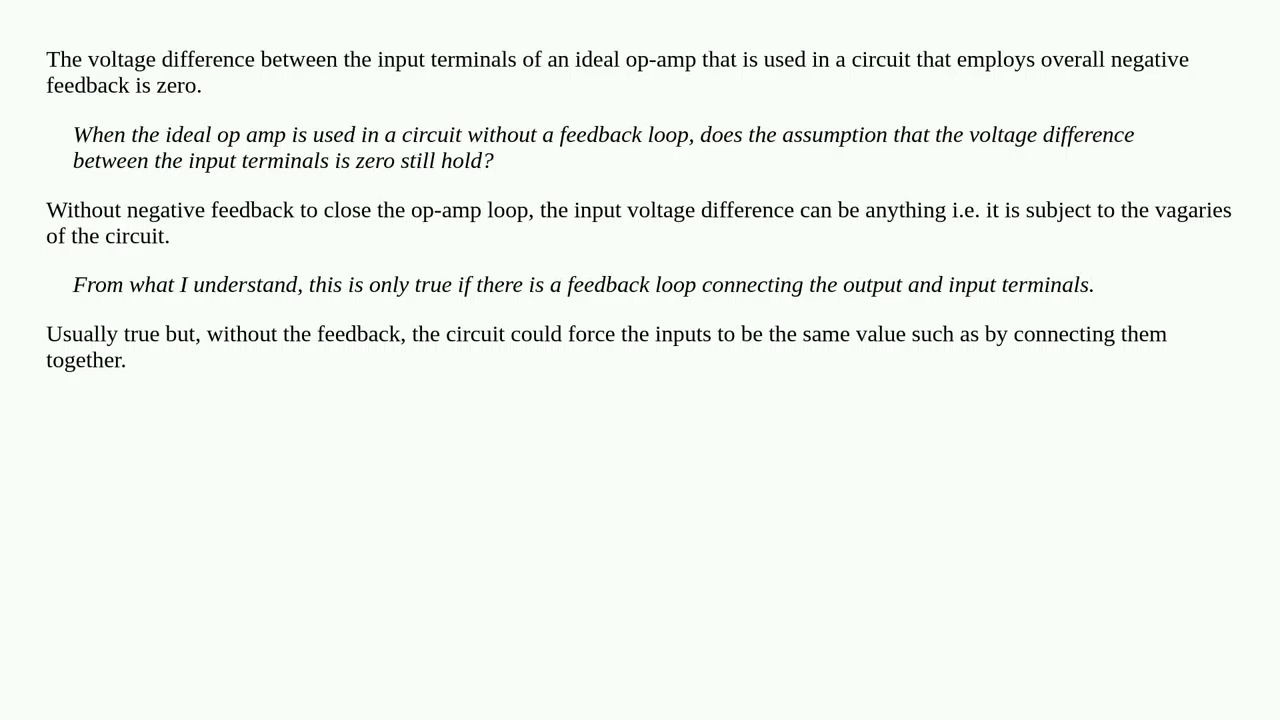 The voltage difference between the input terminals of an ideal op-amp that is used in a circuit that employs overall negative
feedback is zero.
When the ideal op amp is used in a circuit without a feedback loop, does the assumption that the voltage difference
between the input terminals is zero still hold?
Without negative feedback to close the op-amp loop, the input voltage difference can be anything i.e. it is subject to the vagaries
of the circuit.
From what I understand, this is only true if there is a feedback loop connecting the output and input terminals.
Usually true but, without the feedback, the circuit could force the inputs to be the same value such as by connecting them
together.